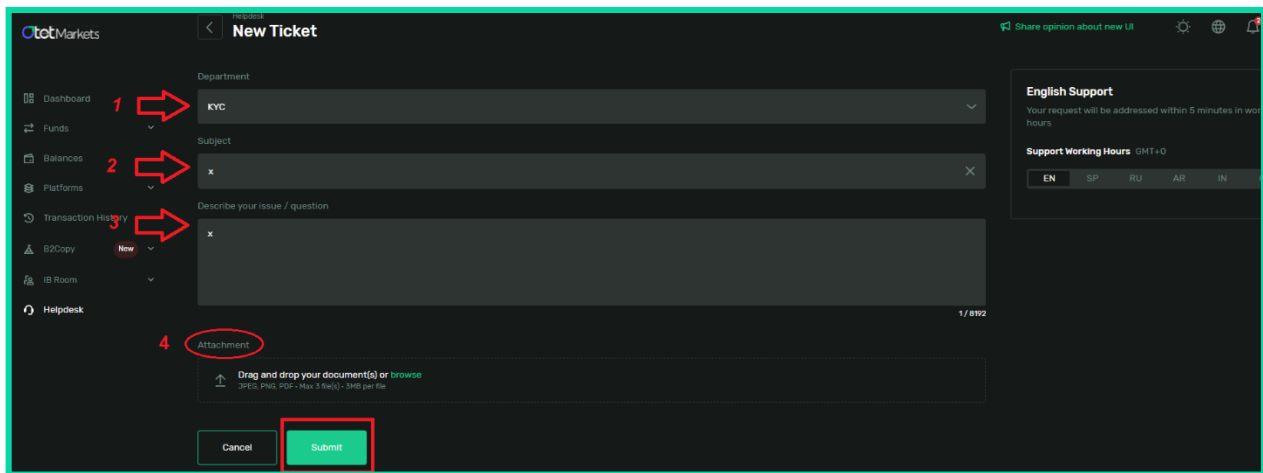 OtetMarkets
Helpdesk
New Ticket
Share opinion about new UI
2
Dashboard
Funds
Balances
Platforms
Transaction History
B2Copy New
IB Room
Helpdesk
Department
1
KYC
Subject
2
x
Describe your issue / question
3
x
1 / 8192
4
Attachment
Drag and drop your document(s) or browse
JPEG, PNG, PDF • Max 3 file(s) • 3MB per file
Cancel
Submit
English Support
Your request will be addressed within 5 minutes in wor
hours
Support Working Hours GMT+0
EN SP RU AR IN